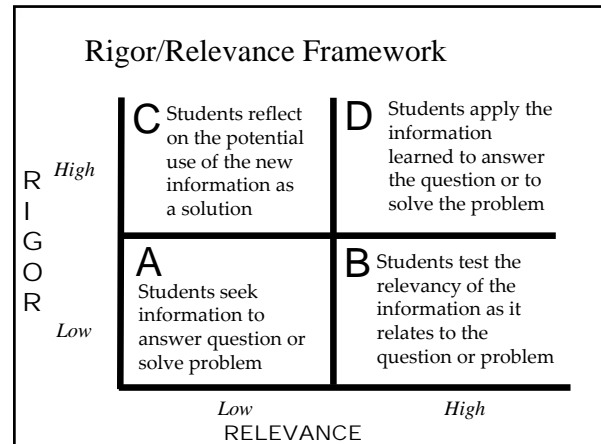 Rigor/Relevance Framework
C Students reflect
on the potential
use of the new
information as
a solution
D Students apply the
information
learned to answer
the question or to
solve the problem
RIGOR
High
A
Students seek
information to
answer question or
solve problem
B Students test the
relevancy of the
information as it
relates to the
question or problem
Low
Low
High
RELEVANCE